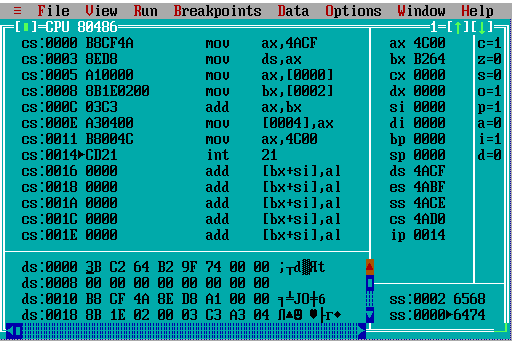 ≡ File View Run Breakpoints Data Options Window Help
[■]=CPU 80486 1=[↑][↓]
cs:0000 B8CF4A mov ax,4ACF ax 4C00 c=1
cs:0003 8ED8 mov ds,ax bx B264 z=0
cs:0005 A10000 mov ax,[0000] cx 0000 s=0
cs:0008 8B1E0200 mov bx,[0002] dx 0000 o=1
cs:000C 03C3 add ax,bx si 0000 p=1
cs:000E A30400 mov [0004],ax di 0000 a=0
cs:0011 B8004C mov ax,4C00 bp 0000 i=1
cs:0014►CD21 int 21 sp 0000 d=0
cs:0016 0000 add [bx+si],al ds 4ACF
cs:0018 0000 add [bx+si],al es 4ABF
cs:001A 0000 add [bx+si],al ss 4ACE
cs:001C 0000 add [bx+si],al cs 4AD0
cs:001E 0000 add [bx+si],al ip 0014
ds:0000 3B C2 64 B2 9F 74 00 00 ;┬d▓Яt
ds:0008 00 00 00 00 00 00 00 00
ds:0010 B8 CF 4A 8E D8 A1 00 00 ╕╧JО╪б ss:0002 6568
ds:0018 8B 1E 02 00 03 C3 A3 04 Л▲☻ ♥├г♦ ss:0000►6474